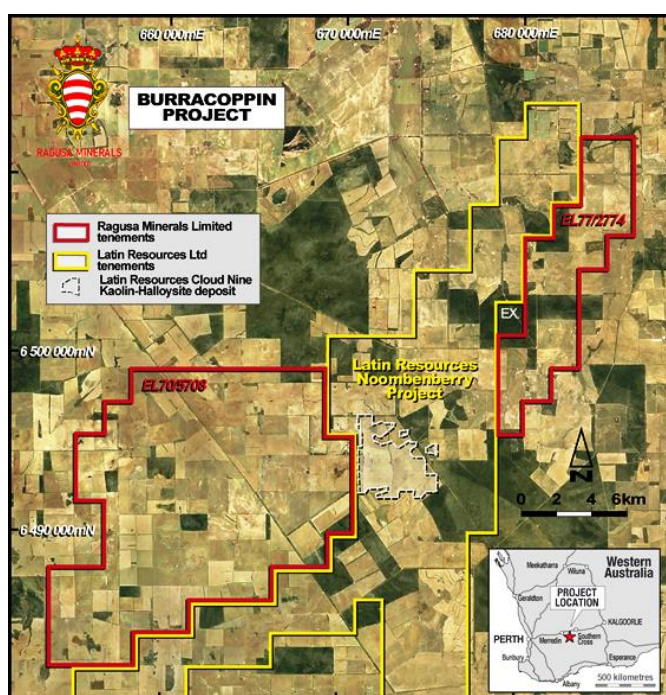 660 000mE
670 000mE
680 000mE
RAGUSA MINERALS
BURRACOPPIN
PROJECT
EL77/2774
Ragusa Minerals Limited
tenements
Latin Resources Ltd
tenements
Latin Resources Cloud Nine
Kaolin-Halloysite deposit
EX.
6 500 000mN
Latin Resources
Noombenberry
Project
EL70/5708
N
0 2 4 6km
6 490 000mN
Western
Australia
Meekatharra
Wiluna
Geraldton
PROJECT
LOCATION
KALGOORLIE
PERTH
Merredin
Southern
Cross
Bunbury
Esperance
Albany
500 kilometres